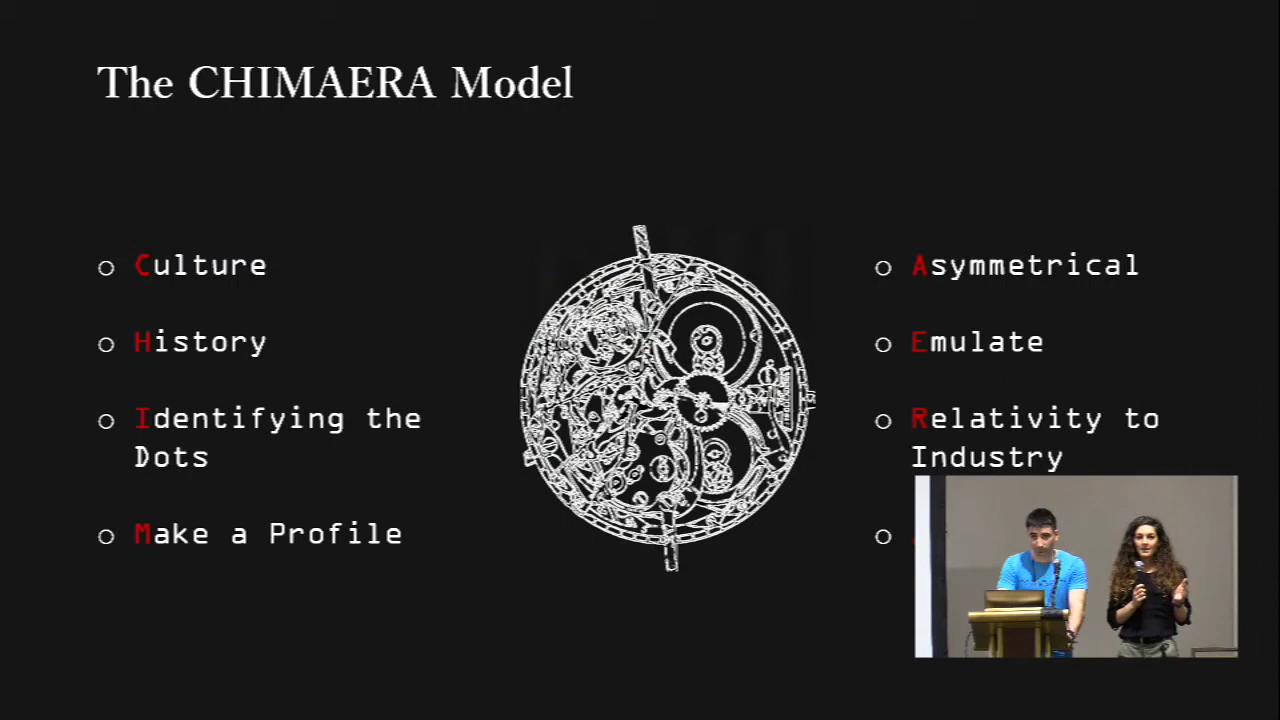 The CHIMAERA Model
Culture
History
Identifying the
Dots
Make a Profile
Asymmetrical
Emulate
Relativity to
Industry